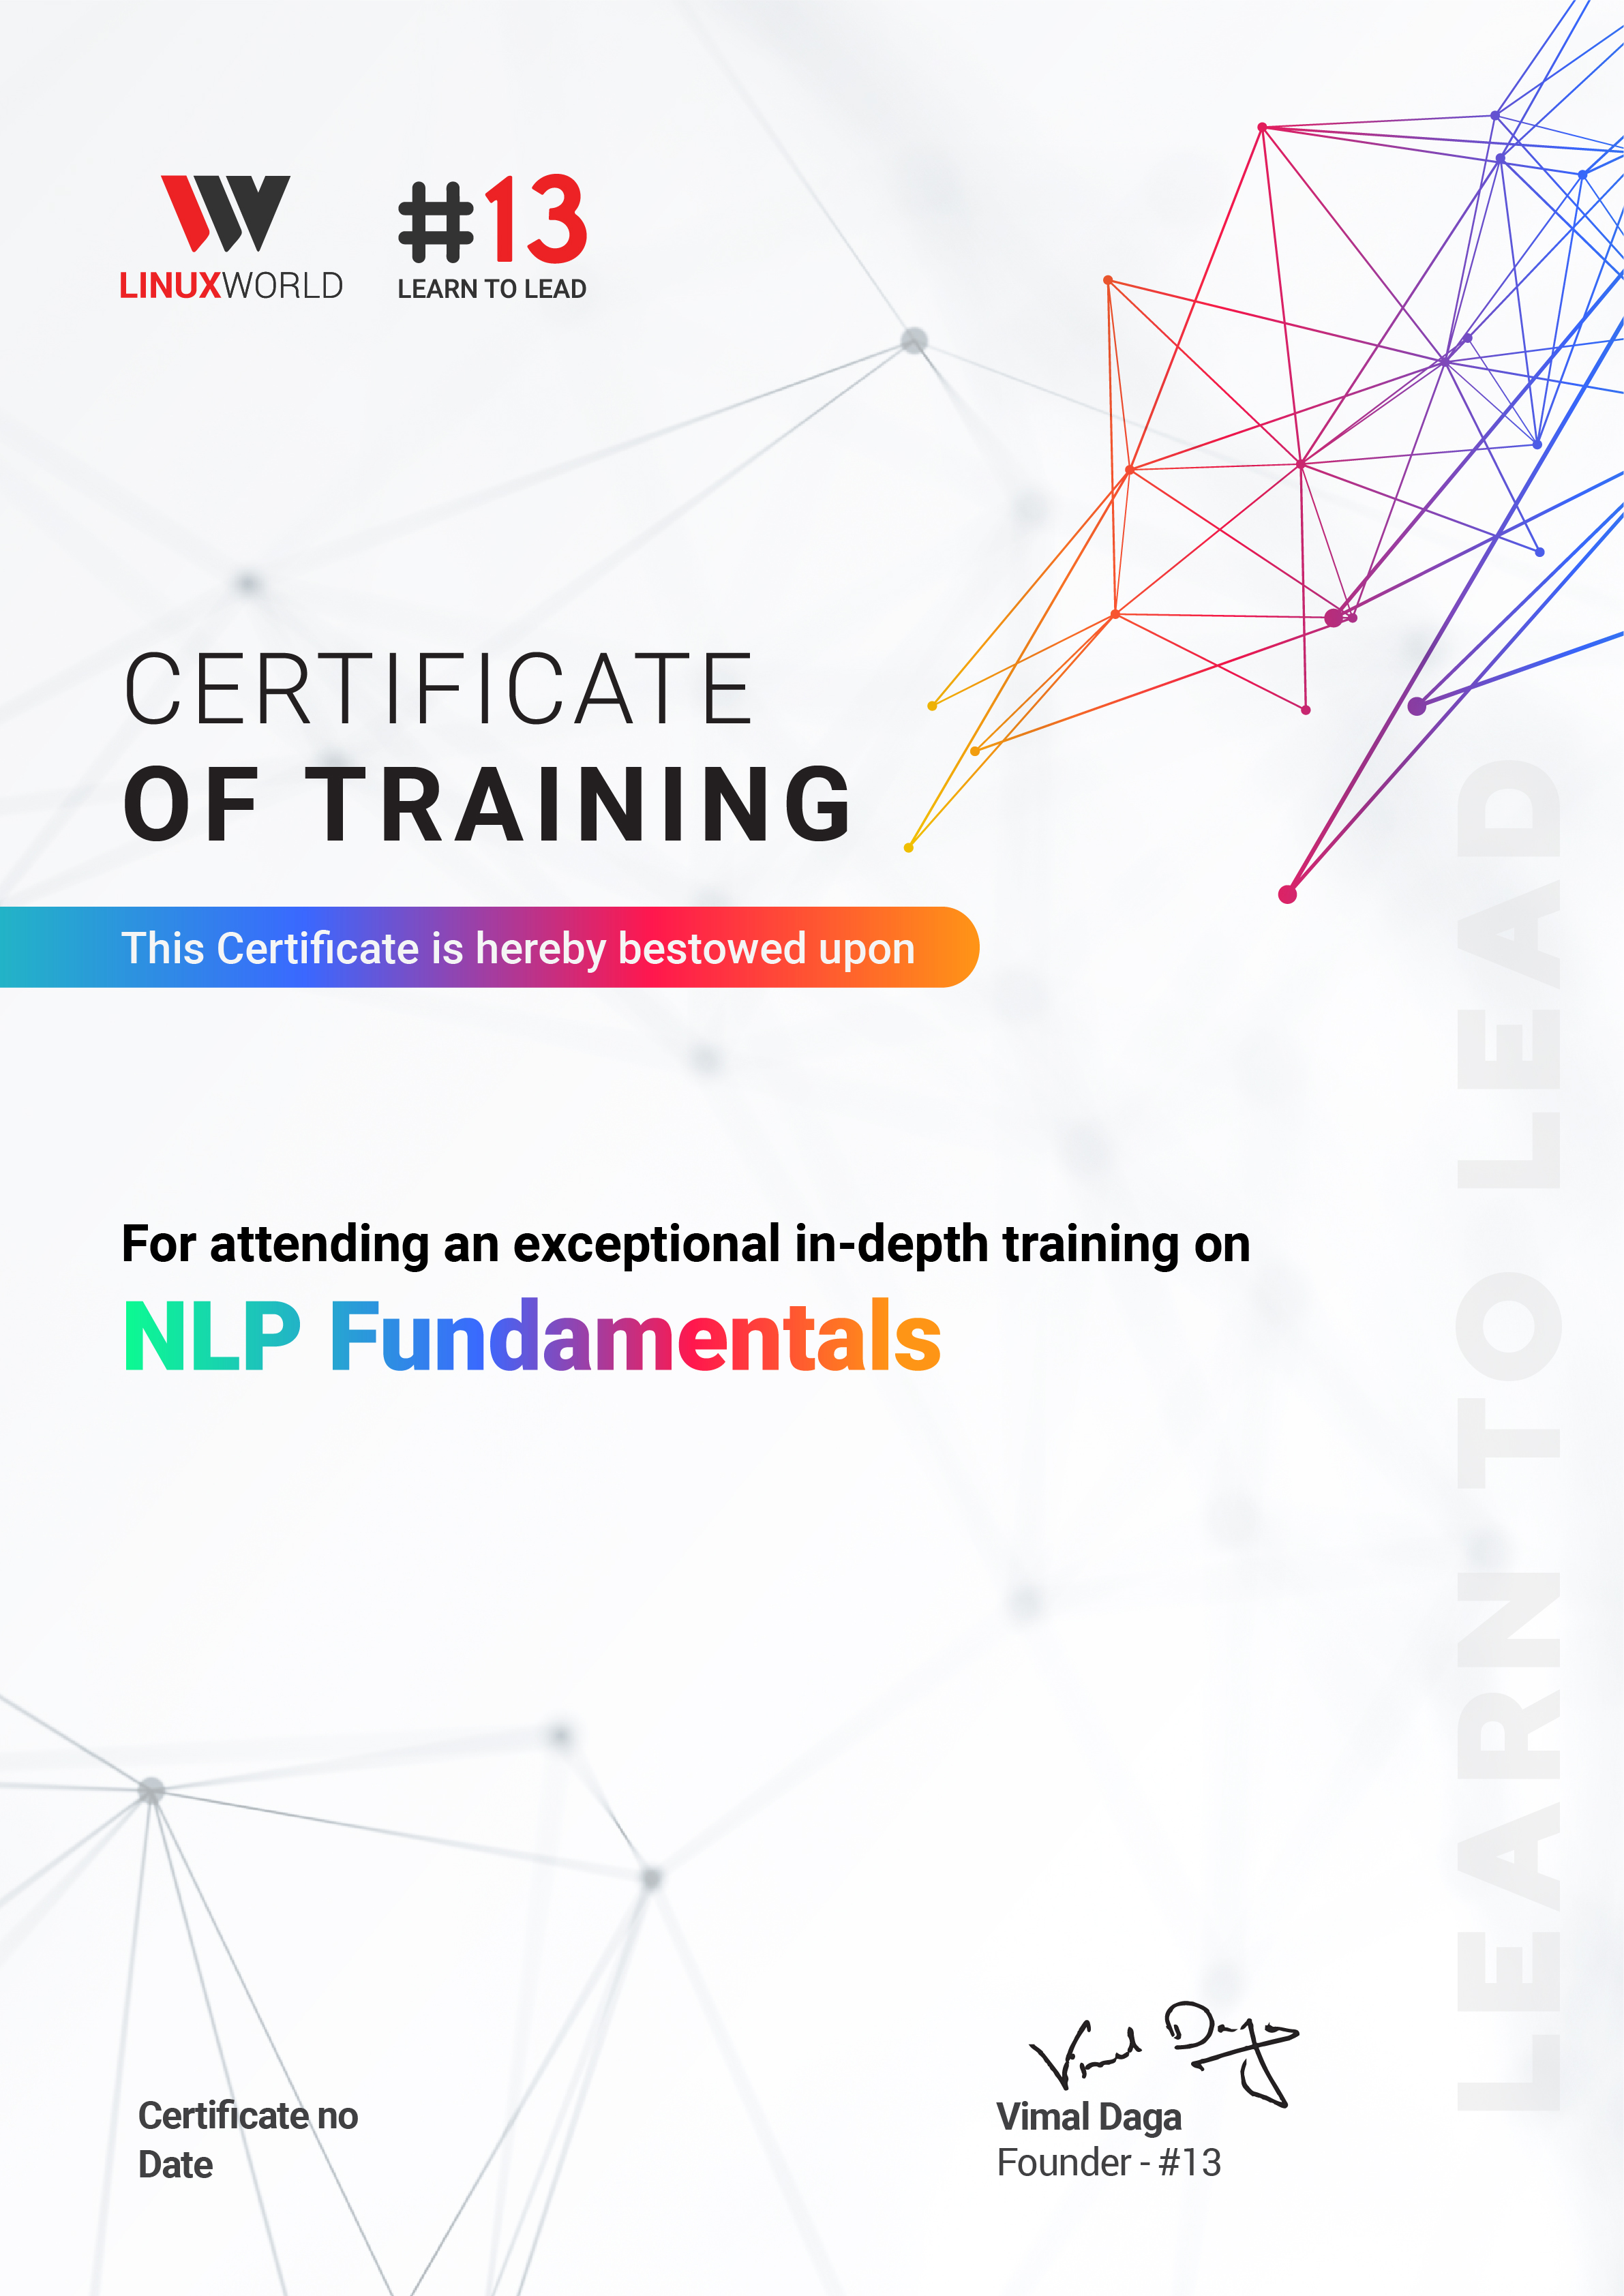 LINUXWORLD
#13
LEARN TO LEAD
CERTIFICATE
OF TRAINING
This Certificate is hereby bestowed upon
For attending an exceptional in-depth training on
NLP Fundamentals
LEARN TO LEAD
Vimal Daga
Certificate no
Date
Vimal Daga
Founder - #13